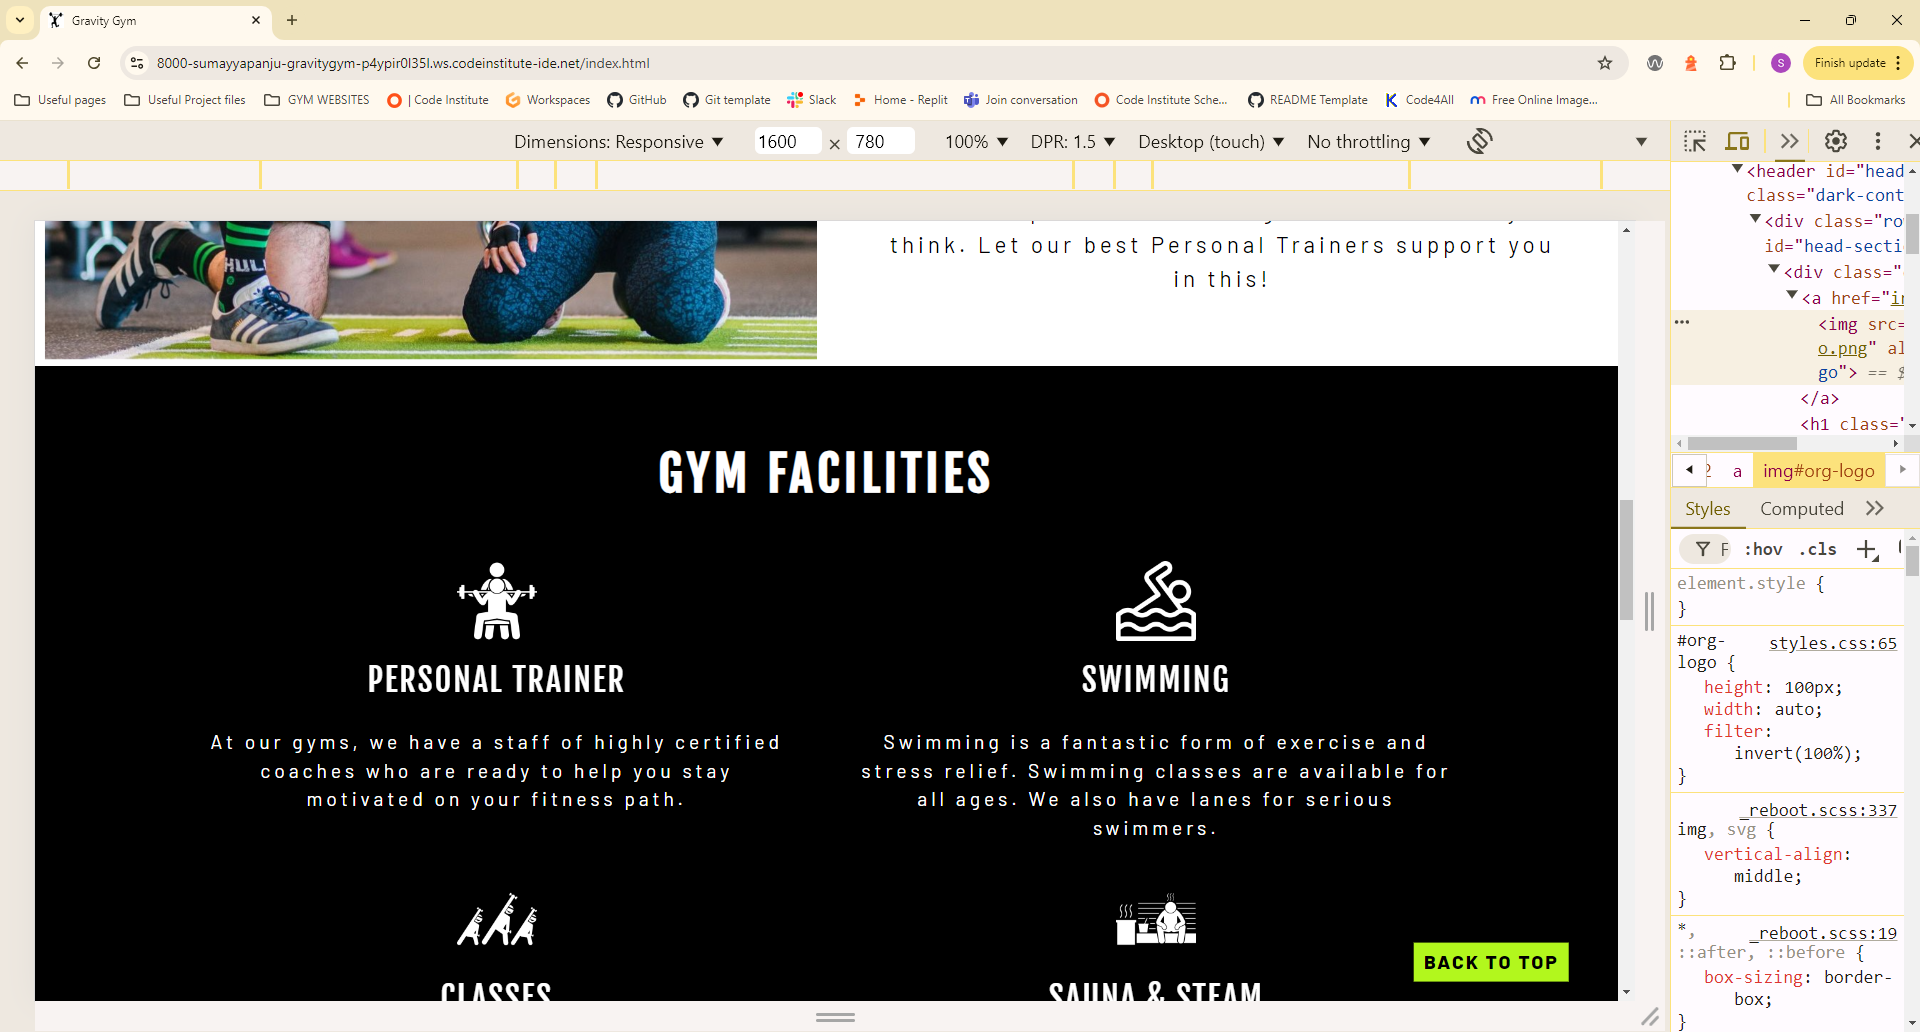 Gravity Gym
8000-sumayyapanju-gravitygym-p4ypir0l35l.ws.codeinstitute-ide.net/index.html
S
Finish update
Useful pages
Useful Project files
GYM WEBSITES
| Code Institute
Workspaces
GitHub
Git template
Slack
Home - Replit
Join conversation
Code Institute Sche...
README Template
Code4All
Free Online Image...
All Bookmarks
Dimensions: Responsive
1600 × 780
100%
DPR: 1.5
Desktop (touch)
No throttling
HULK
think. Let our best Personal Trainers support you
in this!
GYM FACILITIES
PERSONAL TRAINER
At our gyms, we have a staff of highly certified
coaches who are ready to help you stay
motivated on your fitness path.
SWIMMING
Swimming is a fantastic form of exercise and
stress relief. Swimming classes are available for
all ages. We also have lanes for serious
swimmers.
CLASSES
SAUNA & STEAM
BACK TO TOP
<header id="head
class="dark-cont
<div class="ro
id="head-secti
<div class="
<a href="in
<img src=
o.png" al
go"> == $
</a>
<h1 class="
a
img#org-logo
Styles
Computed
F
:hov
.cls
element.style {
}
#org-
logo {
styles.css:65
height: 100px;
width: auto;
filter:
invert(100%);
}
_reboot.scss:337
img, svg {
vertical-align:
middle;
}
*,
_reboot.scss:19
::after, ::before {
box-sizing: border-
box;
}